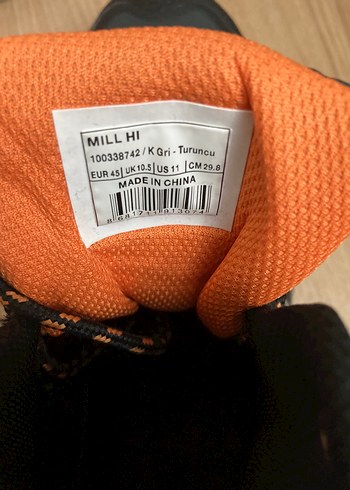 MILL HI
100338742 / K Gri - Turuncu
EUR 45 UK 10.5 US 11 CM 29.8
MADE IN CHINA